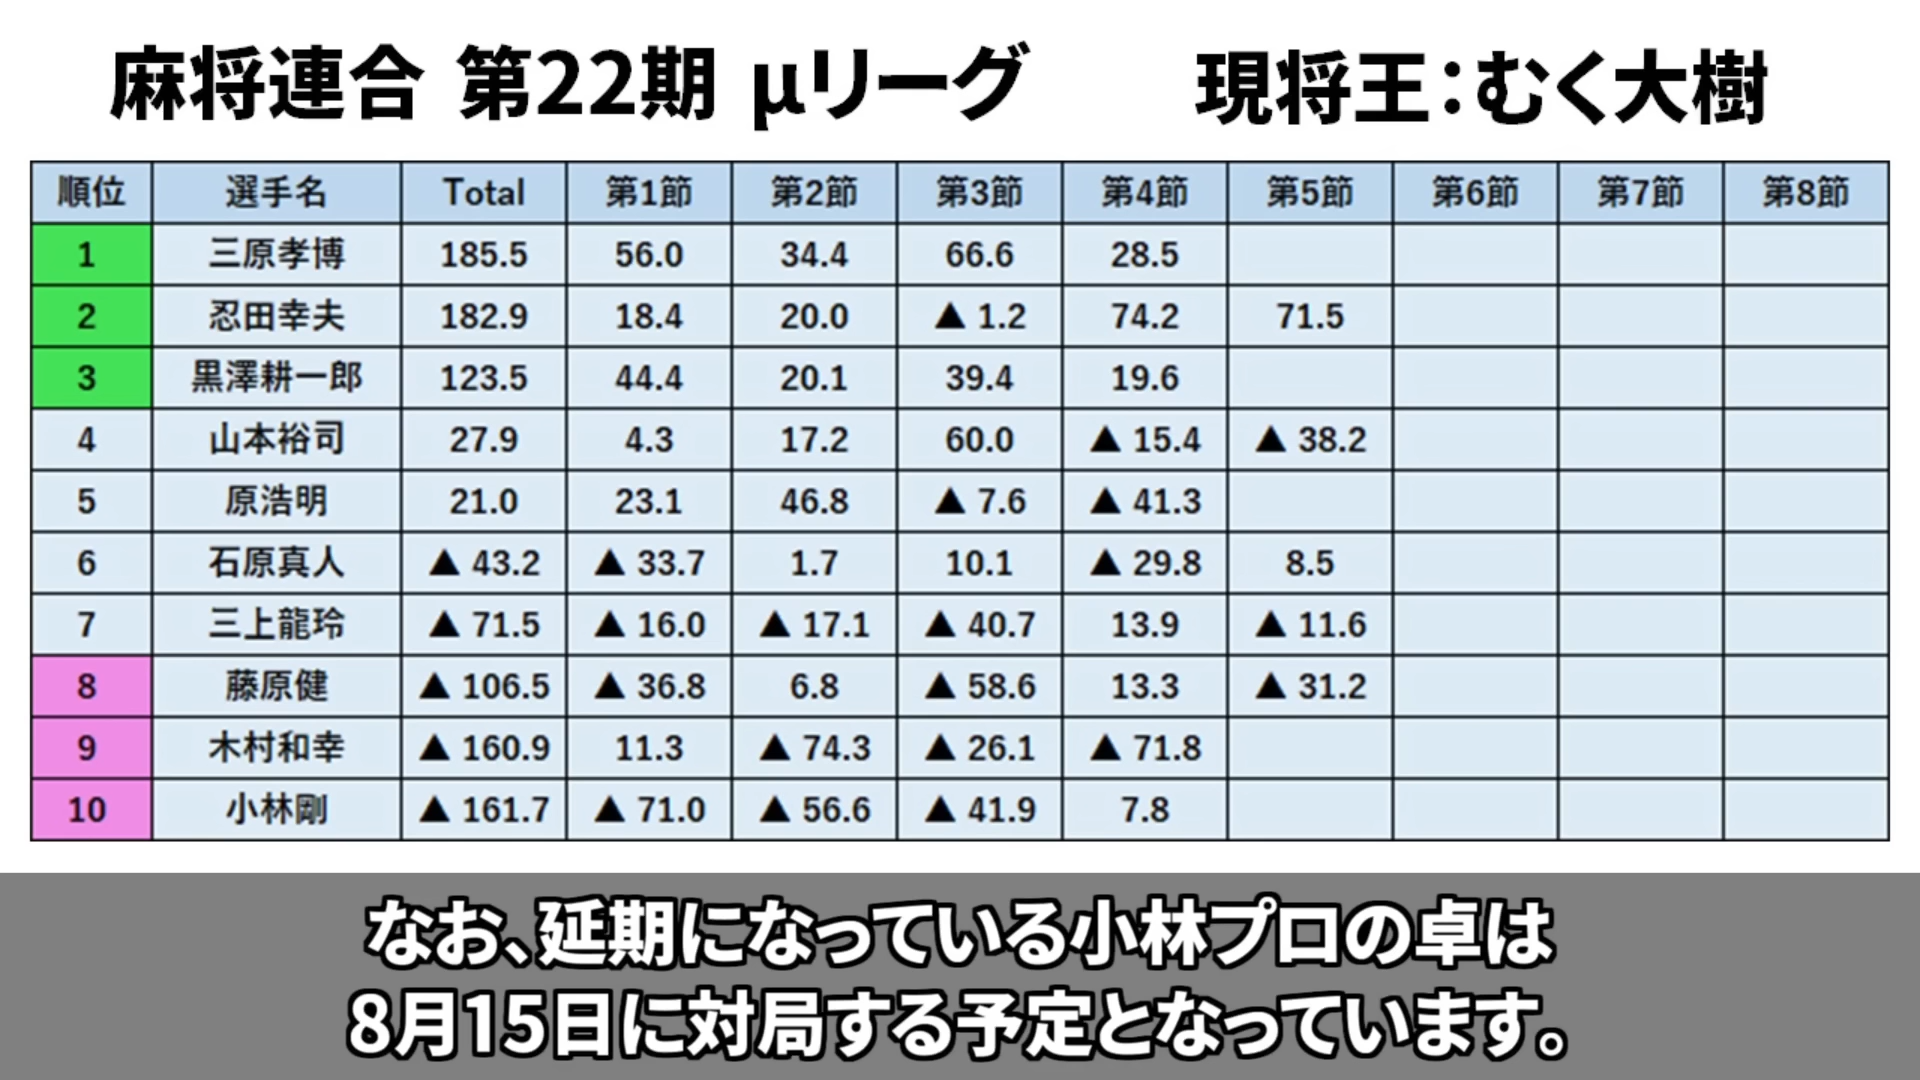 麻将連合 第22期 μリーグ 現将王：むく大樹
順位 選手名 Total 第1節 第2節 第3節 第4節 第5節 第6節 第7節 第8節
1 三原孝博 185.5 56.0 34.4 66.6 28.5
2 忍田幸夫 182.9 18.4 20.0 ▲ 1.2 74.2 71.5
3 黒澤耕一郎 123.5 44.4 20.1 39.4 19.6
4 山本裕司 27.9 4.3 17.2 60.0 ▲ 15.4 ▲ 38.2
5 原浩明 21.0 23.1 46.8 ▲ 7.6 ▲ 41.3
6 石原真人 ▲ 43.2 ▲ 33.7 1.7 10.1 ▲ 29.8 8.5
7 三上龍玲 ▲ 71.5 ▲ 16.0 ▲ 17.1 ▲ 40.7 13.9 ▲ 11.6
8 藤原健 ▲ 106.5 ▲ 36.8 6.8 ▲ 58.6 13.3 ▲ 31.2
9 木村和幸 ▲ 160.9 11.3 ▲ 74.3 ▲ 26.1 ▲ 71.8
10 小林剛 ▲ 161.7 ▲ 71.0 ▲ 56.6 ▲ 41.9 7.8
なお、延期になっている小林プロの卓は
8月15日に対局する予定となっています。